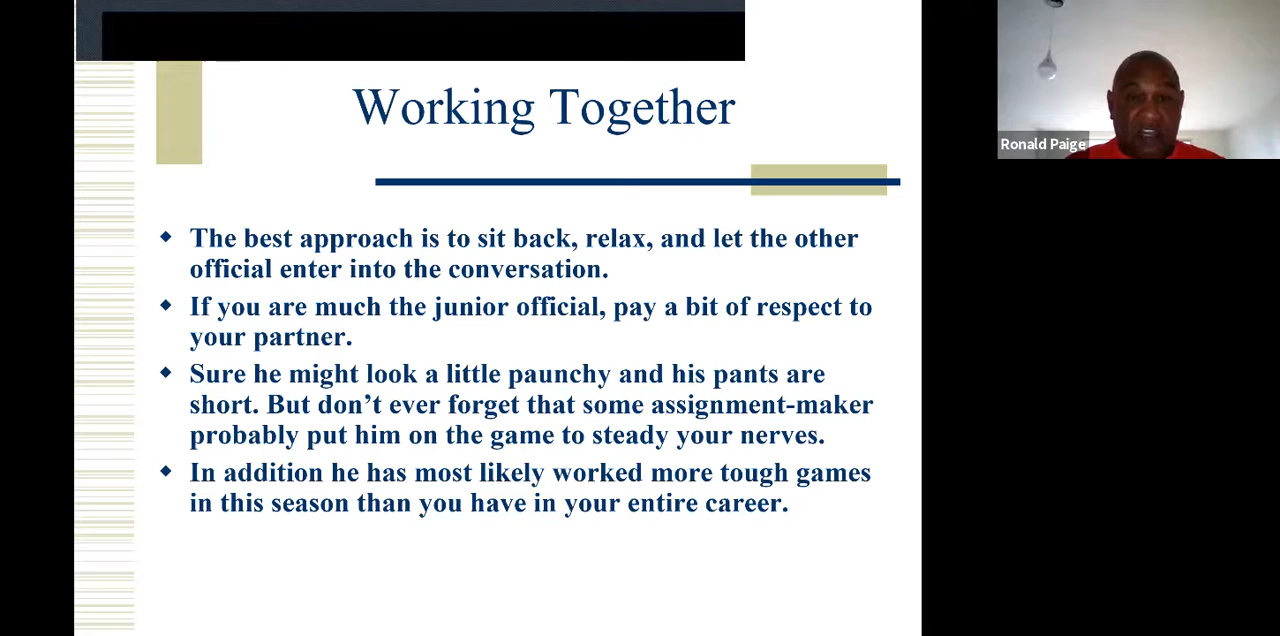 Working Together
Ronald Paige
The best approach is to sit back, relax, and let the other
official enter into the conversation.
If you are much the junior official, pay a bit of respect to
your partner.
Sure he might look a little paunchy and his pants are
short. But don’t ever forget that some assignment-maker
probably put him on the game to steady your nerves.
In addition he has most likely worked more tough games
in this season than you have in your entire career.